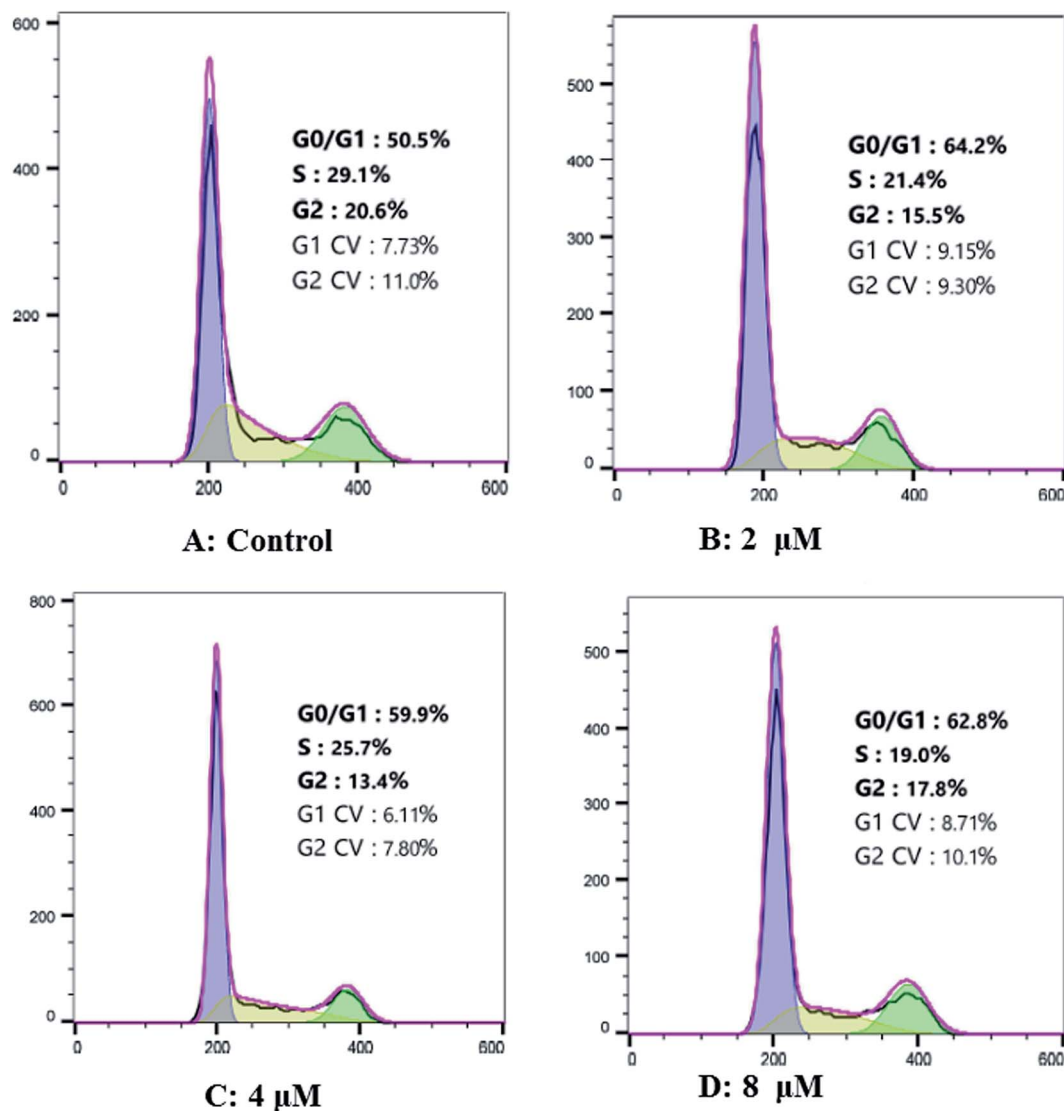 600
400
200
0
0
200
400
600
G0/G1 : 50.5%
S : 29.1%
G2 : 20.6%
G1 CV : 7.73%
G2 CV : 11.0%
A: Control
500
400
300
200
100
0
0
200
400
600
G0/G1 : 64.2%
S : 21.4%
G2 : 15.5%
G1 CV : 9.15%
G2 CV : 9.30%
B: 2 μM
800
600
400
200
0
0
200
400
600
G0/G1 : 59.9%
S : 25.7%
G2 : 13.4%
G1 CV : 6.11%
G2 CV : 7.80%
C: 4 μM
500
400
300
200
100
0
0
200
400
600
G0/G1 : 62.8%
S : 19.0%
G2 : 17.8%
G1 CV : 8.71%
G2 CV : 10.1%
D: 8 μM